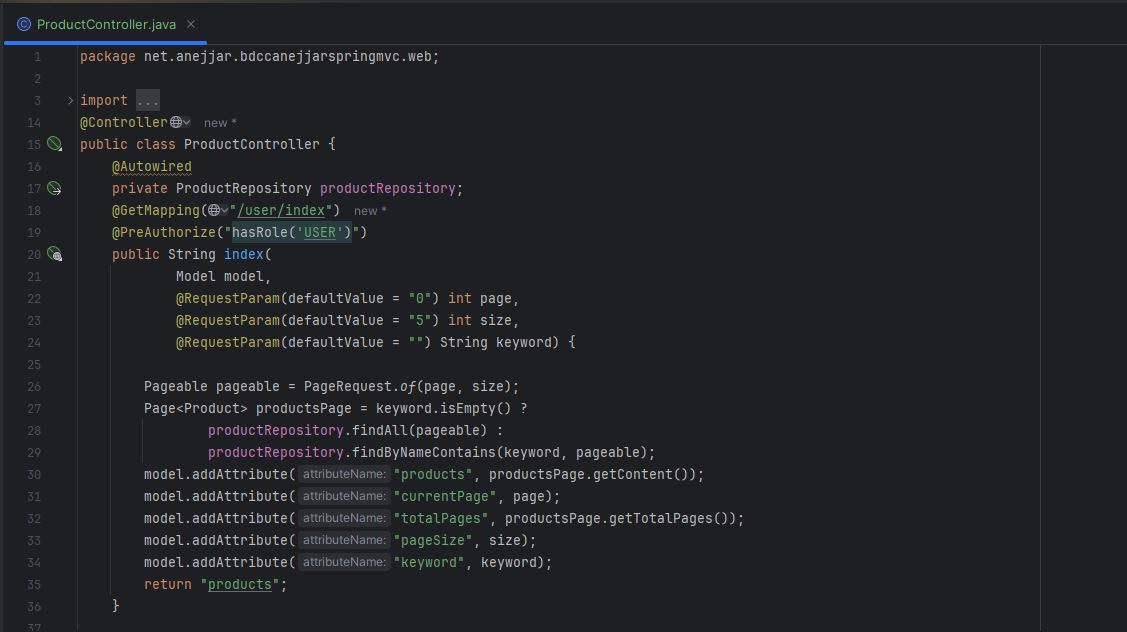 ProductController.java
1 package net.anejjar.bdccanejjarspringmvc.web;
2
3 import ...
14 @Controller new *
15 public class ProductController {
16 @Autowired
17 private ProductRepository productRepository;
18 @GetMapping("/user/index") new *
19 @PreAuthorize("hasRole('USER')")
20 public String index(
21 Model model,
22 @RequestParam(defaultValue = "0") int page,
23 @RequestParam(defaultValue = "5") int size,
24 @RequestParam(defaultValue = "") String keyword) {
25
26 Pageable pageable = PageRequest.of(page, size);
27 Page<Product> productsPage = keyword.isEmpty() ?
28 productRepository.findAll(pageable) :
29 productRepository.findByNameContains(keyword, pageable);
30 model.addAttribute( attributeName: "products", productsPage.getContent());
31 model.addAttribute( attributeName: "currentPage", page);
32 model.addAttribute( attributeName: "totalPages", productsPage.getTotalPages());
33 model.addAttribute( attributeName: "pageSize", size);
34 model.addAttribute( attributeName: "keyword", keyword);
35 return "products";
36 }
37